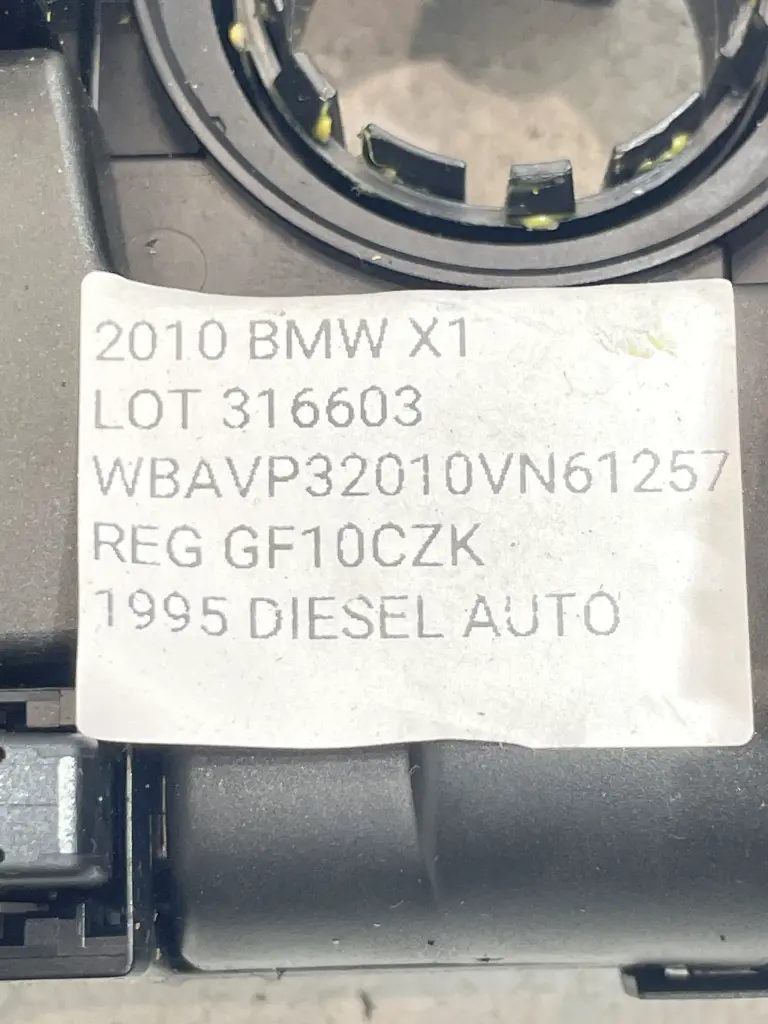 2010 BMW X1
LOT 316603
WBAVP32010VN61257
REG GF10CZK
1995 DIESEL AUTO